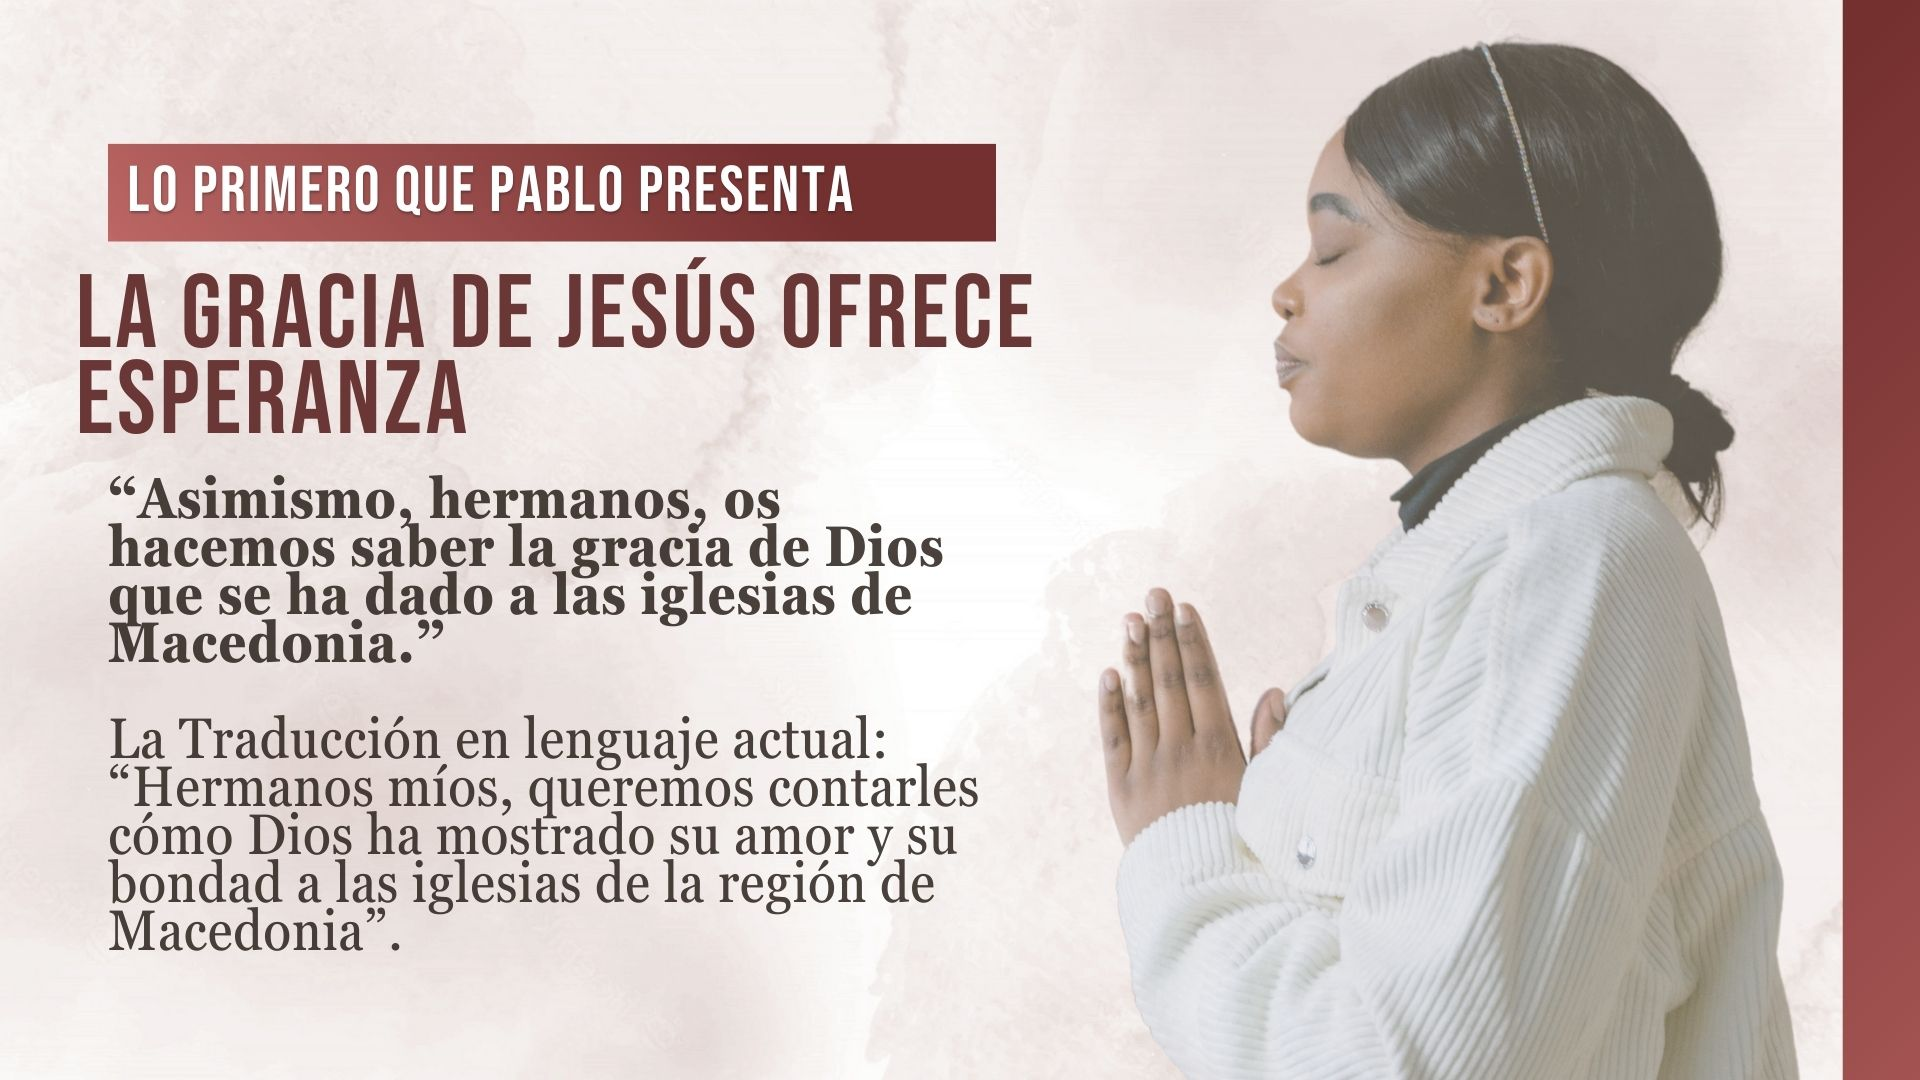 LO PRIMERO QUE PABLO PRESENTA
LA GRACIA DE JESÚS OFRECE
ESPERANZA
“Asimismo, hermanos, os
hacemos saber la gracia de Dios
que se ha dado a las iglesias de
Macedonia.”
La Traducción en lenguaje actual:
“Hermanos míos, queremos contarles
cómo Dios ha mostrado su amor y su
bondad a las iglesias de la región de
Macedonia”.